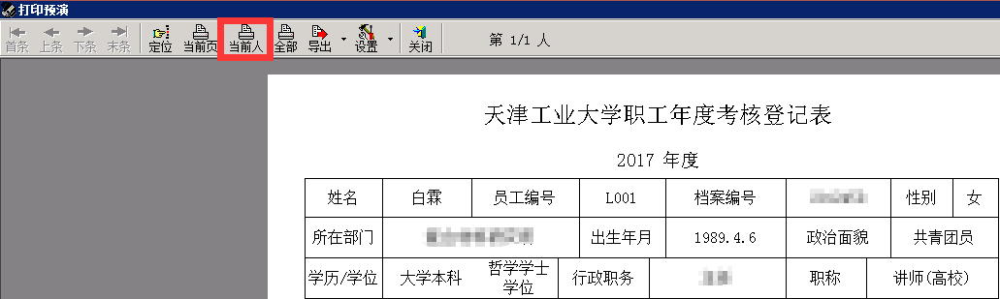 打印预演
首条 上条 下条 末条 定位 当前页 当前人 全部 导出 设置 关闭 第 1/1 人
天津工业大学职工年度考核登记表
2017 年度
姓名 白霖 员工编号 L001 档案编号 性别 女
所在部门 出生年月 1989.4.6 政治面貌 共青团员
学历/学位 大学本科 哲学学士学位 行政职务 职称 讲师(高校)